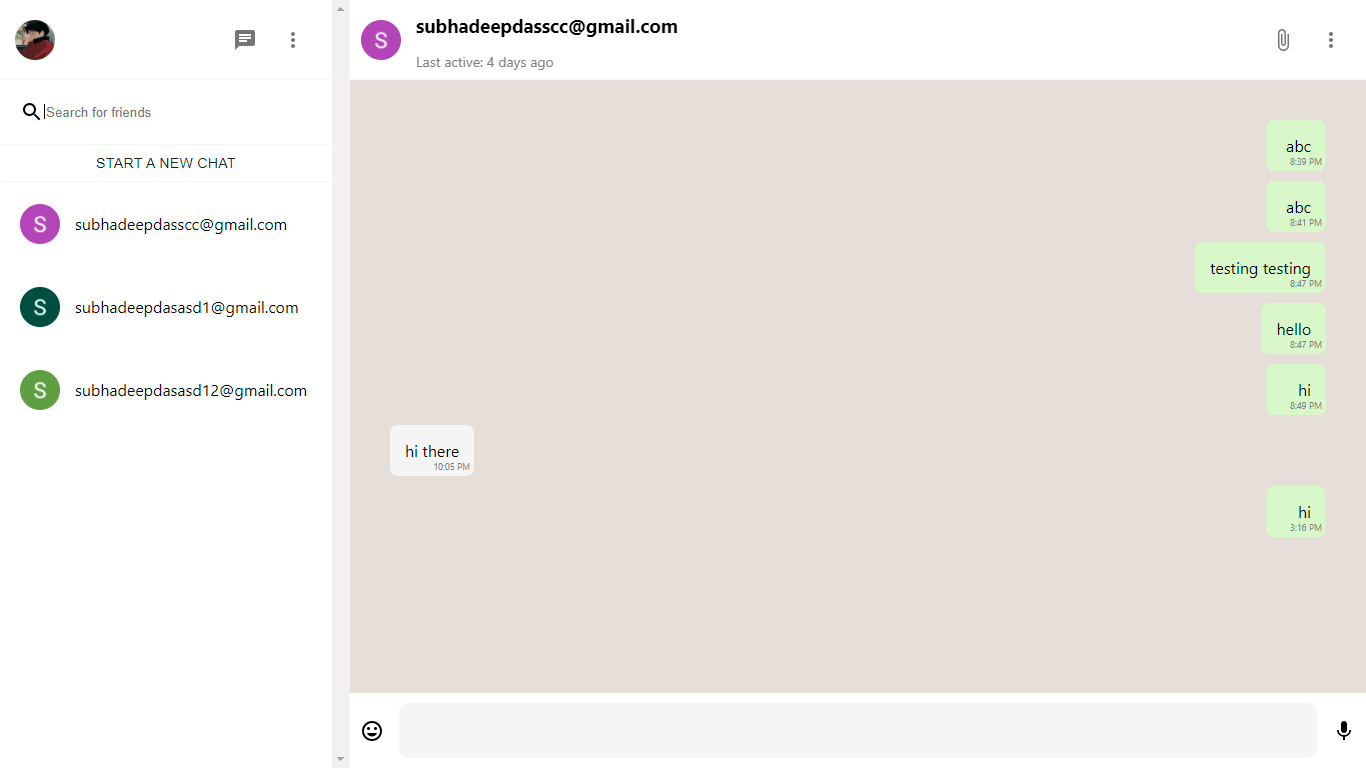 Search for friends
START A NEW CHAT
S
subhadeepdasscc@gmail.com
S
subhadeepdasasd1@gmail.com
S
subhadeepdasasd12@gmail.com
S
subhadeepdasscc@gmail.com
Last active: 4 days ago
abc
8:39 PM
abc
8:41 PM
testing testing
8:47 PM
hello
8:47 PM
hi
8:49 PM
hi there
10:05 PM
hi
3:16 PM